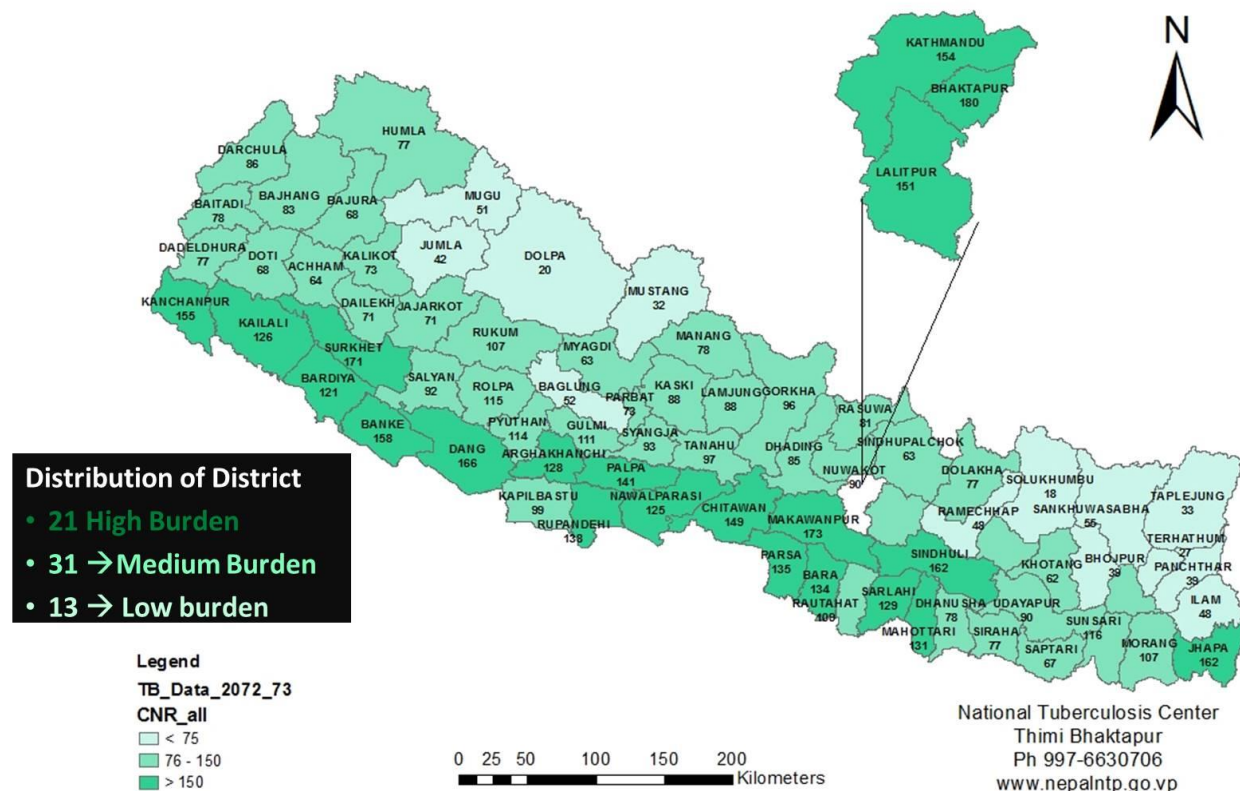 N
KATHMANDU
154
BHAKTAPUR
180
LALITPUR
151
HUMLA
77
DARCHULA
86
BAJHANG
83
BAJURA
68
MUGU
51
BAITADI
78
DADELDHURA
77
DOTI
68
ACHHAM
64
KALIKOT
73
JUMLA
42
DOLPA
20
MUSTANG
32
KANCHANPUR
155
KAILALI
126
DAILEKH
71
JAJARKOT
71
SURKHET
171
RUKUM
107
MYAGDI
63
MANANG
78
BARDIYA
121
SALYAN
92
ROLPA
115
BAGLUNG
52
PARBAT
73
KASKI
88
LAMJUNG
88
GORKHA
96
RASUWA
81
BANKE
158
DANG
166
PYUTHAN
114
GULMI
111
SYANGJA
93
TANAHU
97
DHADING
85
NUWAKOT
90
SINDHUPALCHOK
63
DOLAKHA
77
SOLUKHUMBU
18
SANKHUWASABHA
55
TAPLEJUNG
33
ARGHAKHANCHI
128
PALPA
141
KAPILBASTU
99
RUPANDEHI
138
NAWALPARASI
125
CHITAWAN
149
MAKAWANPUR
173
RAMECHHAP
48
TERHATHUM
27
PANCHTHAR
39
BHOJPUR
39
KHOTANG
62
ILAM
48
PARSA
135
BARA
134
RAUTAHAT
109
SARLAHI
129
SINDHULI
162
DHANUSHA
78
MAHOTTARI
131
SIRAHA
77
UDAYAPUR
90
SAPTARI
67
SUNSARI
116
MORANG
107
JHAPA
162
Distribution of District
• 21 High Burden
• 31 → Medium Burden
• 13 → Low burden
Legend
TB_Data_2072_73
CNR_all
< 75
76 - 150
> 150
0 25 50 100 150 200
Kilometers
National Tuberculosis Center
Thimi Bhaktapur
Ph 997-6630706
www.nepalntp.go.vp